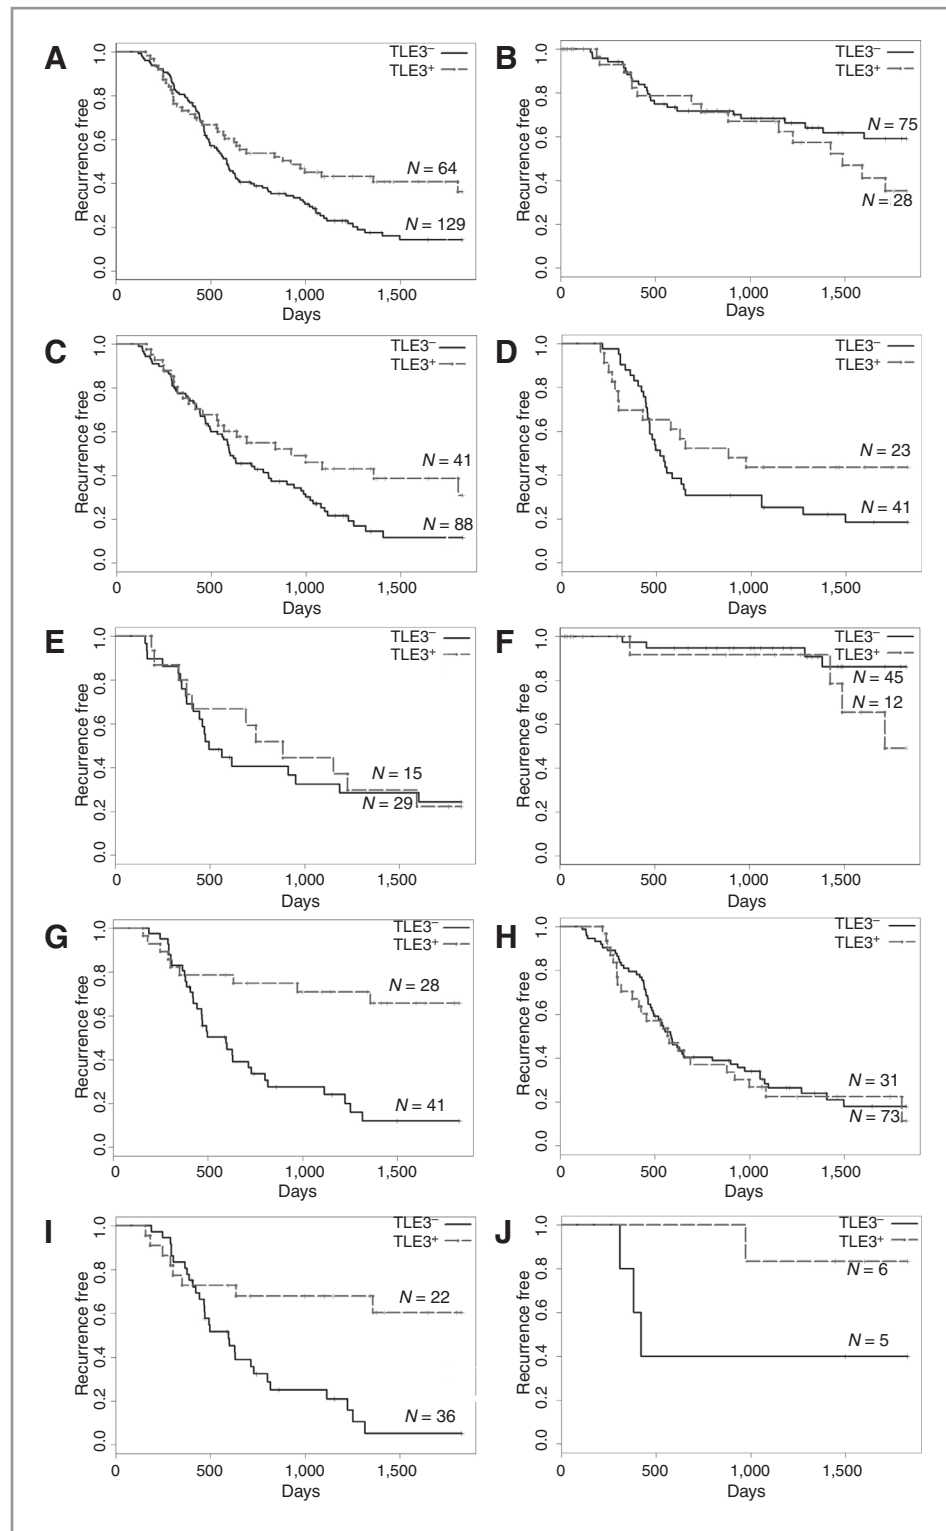 A
TLE3–
TLE3+
Recurrence free
0.0 0.2 0.4 0.6 0.8 1.0
N = 64
N = 129
0 500 1,000 1,500
Days
B
TLE3–
TLE3+
Recurrence free
0.0 0.2 0.4 0.6 0.8 1.0
N = 75
N = 28
0 500 1,000 1,500
Days
C
TLE3–
TLE3+
Recurrence free
0.0 0.2 0.4 0.6 0.8 1.0
N = 41
N = 88
0 500 1,000 1,500
Days
D
TLE3–
TLE3+
Recurrence free
0.0 0.2 0.4 0.6 0.8 1.0
N = 23
N = 41
0 500 1,000 1,500
Days
E
TLE3–
TLE3+
Recurrence free
0.0 0.2 0.4 0.6 0.8 1.0
N = 15
N = 29
0 500 1,000 1,500
Days
F
TLE3–
TLE3+
Recurrence free
0.0 0.2 0.4 0.6 0.8 1.0
N = 45
N = 12
0 500 1,000 1,500
Days
G
TLE3–
TLE3+
Recurrence free
0.0 0.2 0.4 0.6 0.8 1.0
N = 28
N = 41
0 500 1,000 1,500
Days
H
TLE3–
TLE3+
Recurrence free
0.0 0.2 0.4 0.6 0.8 1.0
N = 31
N = 73
0 500 1,000 1,500
Days
I
TLE3–
TLE3+
Recurrence free
0.0 0.2 0.4 0.6 0.8 1.0
N = 22
N = 36
0 500 1,000 1,500
Days
J
TLE3–
TLE3+
Recurrence free
0.0 0.2 0.4 0.6 0.8 1.0
N = 6
N = 5
0 500 1,000 1,500
Days